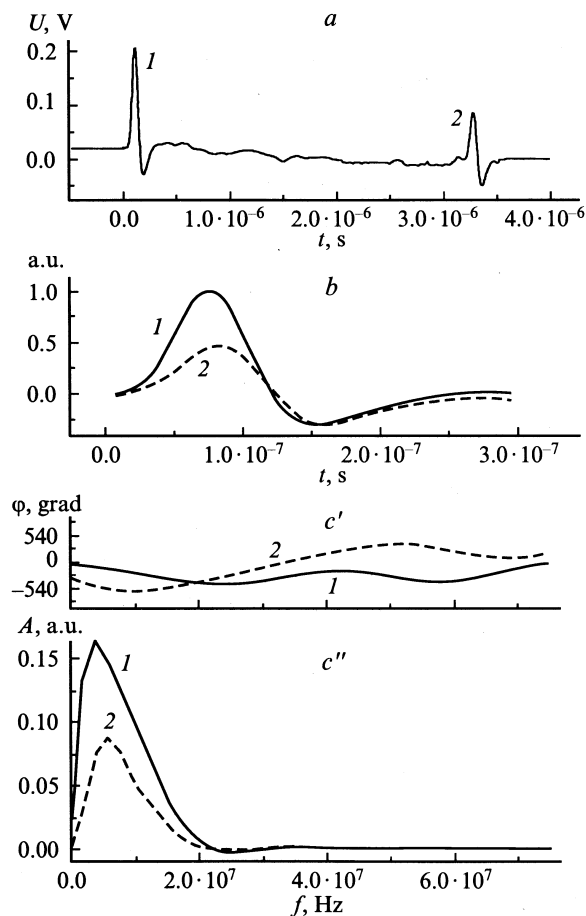 U, V
a
0.2
1
0.1
2
0.0
0.0 1.0·10⁻⁶ 2.0·10⁻⁶ 3.0·10⁻⁶ 4.0·10⁻⁶
t, s
a.u.
b
1.0
1
0.5
2
0.0
0.0 1.0·10⁻⁷ 2.0·10⁻⁷ 3.0·10⁻⁷
t, s
φ, grad
c′
540
2
0
1
−540
A, a.u.
c″
0.15
1
0.10
2
0.05
0.00
0.0 2.0·10⁷ 4.0·10⁷ 6.0·10⁷
f, Hz